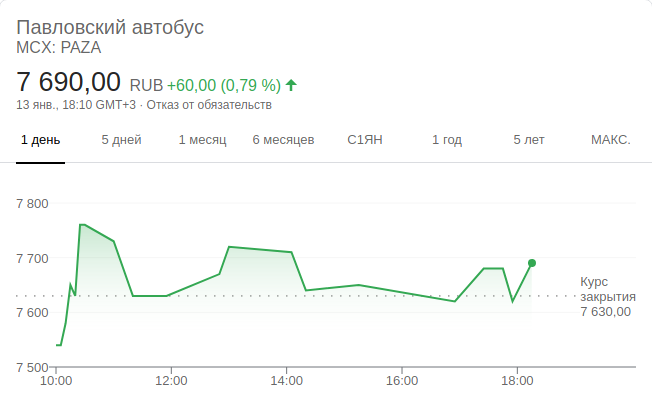 Павловский автобус
MCX: PAZA
7 690,00 RUB +60,00 (0,79 %)
13 янв., 18:10 GMT+3 · Отказ от обязательств
1 день 5 дней 1 месяц 6 месяцев С1ЯН 1 год 5 лет МАКС.
7 800
7 700
Курс
закрытия
7 630,00
7 600
7 500
10:00 12:00 14:00 16:00 18:00